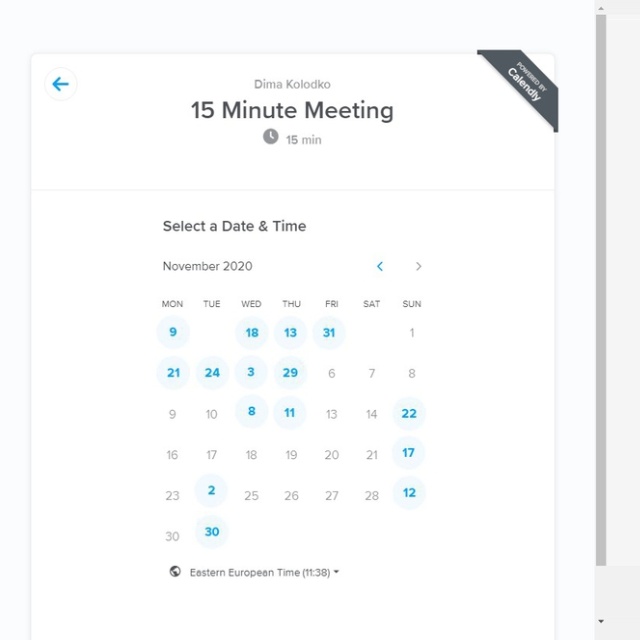 Dima Kolodko
15 Minute Meeting
15 min
POWERED BY
Calendly
Select a Date & Time
November 2020
MON TUE WED THU FRI SAT SUN
9 18 13 31 1
21 24 3 29 6 7 8
9 10 8 11 13 14 22
16 17 18 19 20 21 17
23 2 25 26 27 28 12
30 30
Eastern European Time (11:38)